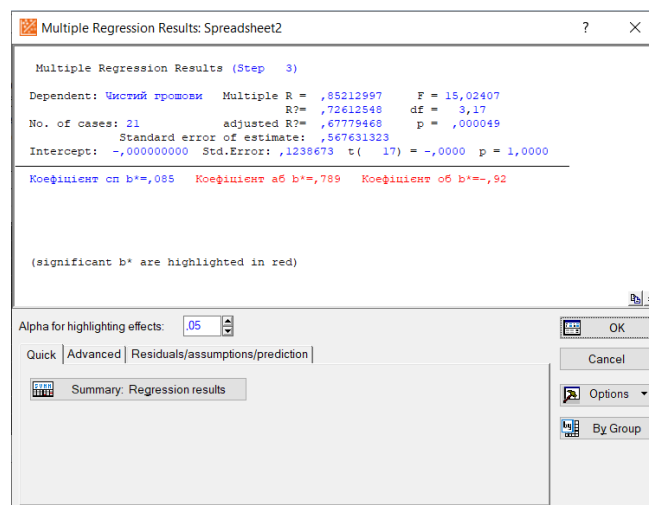 Multiple Regression Results: Spreadsheet2 ?
Multiple Regression Results (Step 3)
Dependent: Чистий грошови Multiple R = ,85212997 F = 15,02407
R?= ,72612548 df = 3,17
No. of cases: 21 adjusted R?= ,67779468 p = ,000049
Standard error of estimate: ,567631323
Intercept: -,000000000 Std.Error: ,1238673 t( 17) = -,0000 p = 1,0000
Коефіцієнт сп b*=,085 Коефіцієнт аб b*=,789 Коефіцієнт об b*=-,92
(significant b* are highlighted in red)
Alpha for highlighting effects: ,05
OK
Quick Advanced Residuals/assumptions/prediction
Cancel
Summary: Regression results
Options
By Group